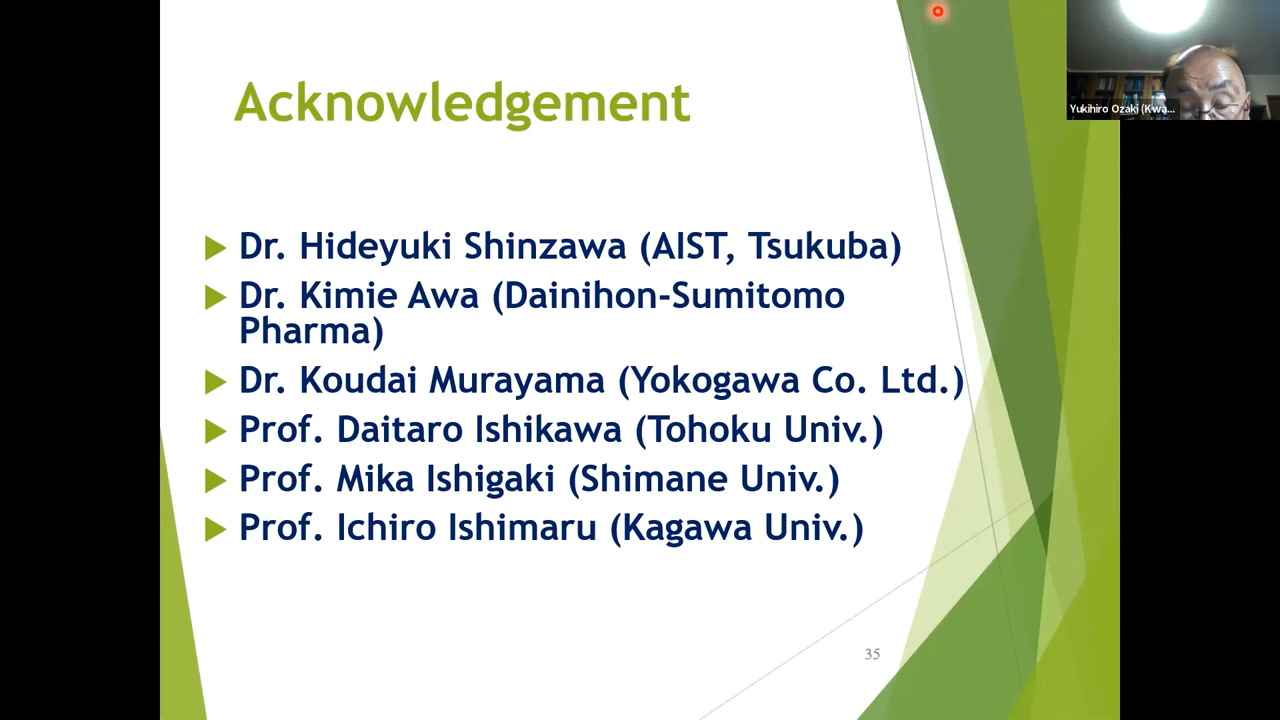 Yukihiro Ozaki (Kwa...
Acknowledgement
Dr. Hideyuki Shinzawa (AIST, Tsukuba)
Dr. Kimie Awa (Dainihon-Sumitomo
Pharma)
Dr. Koudai Murayama (Yokogawa Co. Ltd.)
Prof. Daitaro Ishikawa (Tohoku Univ.)
Prof. Mika Ishigaki (Shimane Univ.)
Prof. Ichiro Ishimaru (Kagawa Univ.)
35